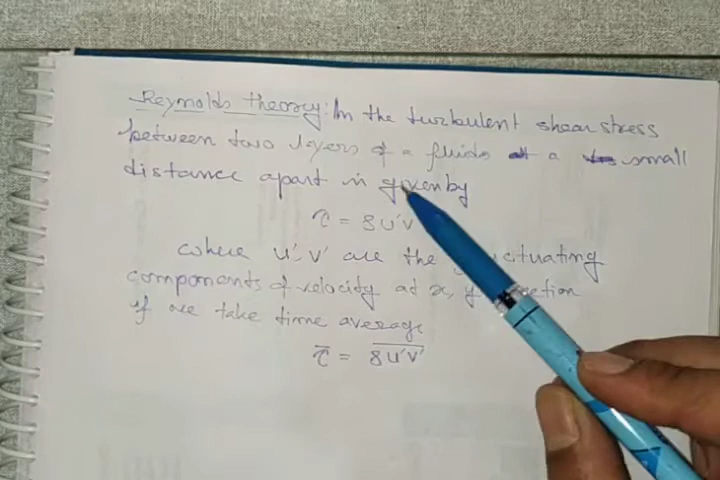 Reynolds theory: In the turbulent shear stress
between two layers of a fluids at a small
distance apart is given by
τ = ρu'v'
where u', v' are the
components of velocity at x, y
If we take time average
τ̄ = \overline{ρu'v'}